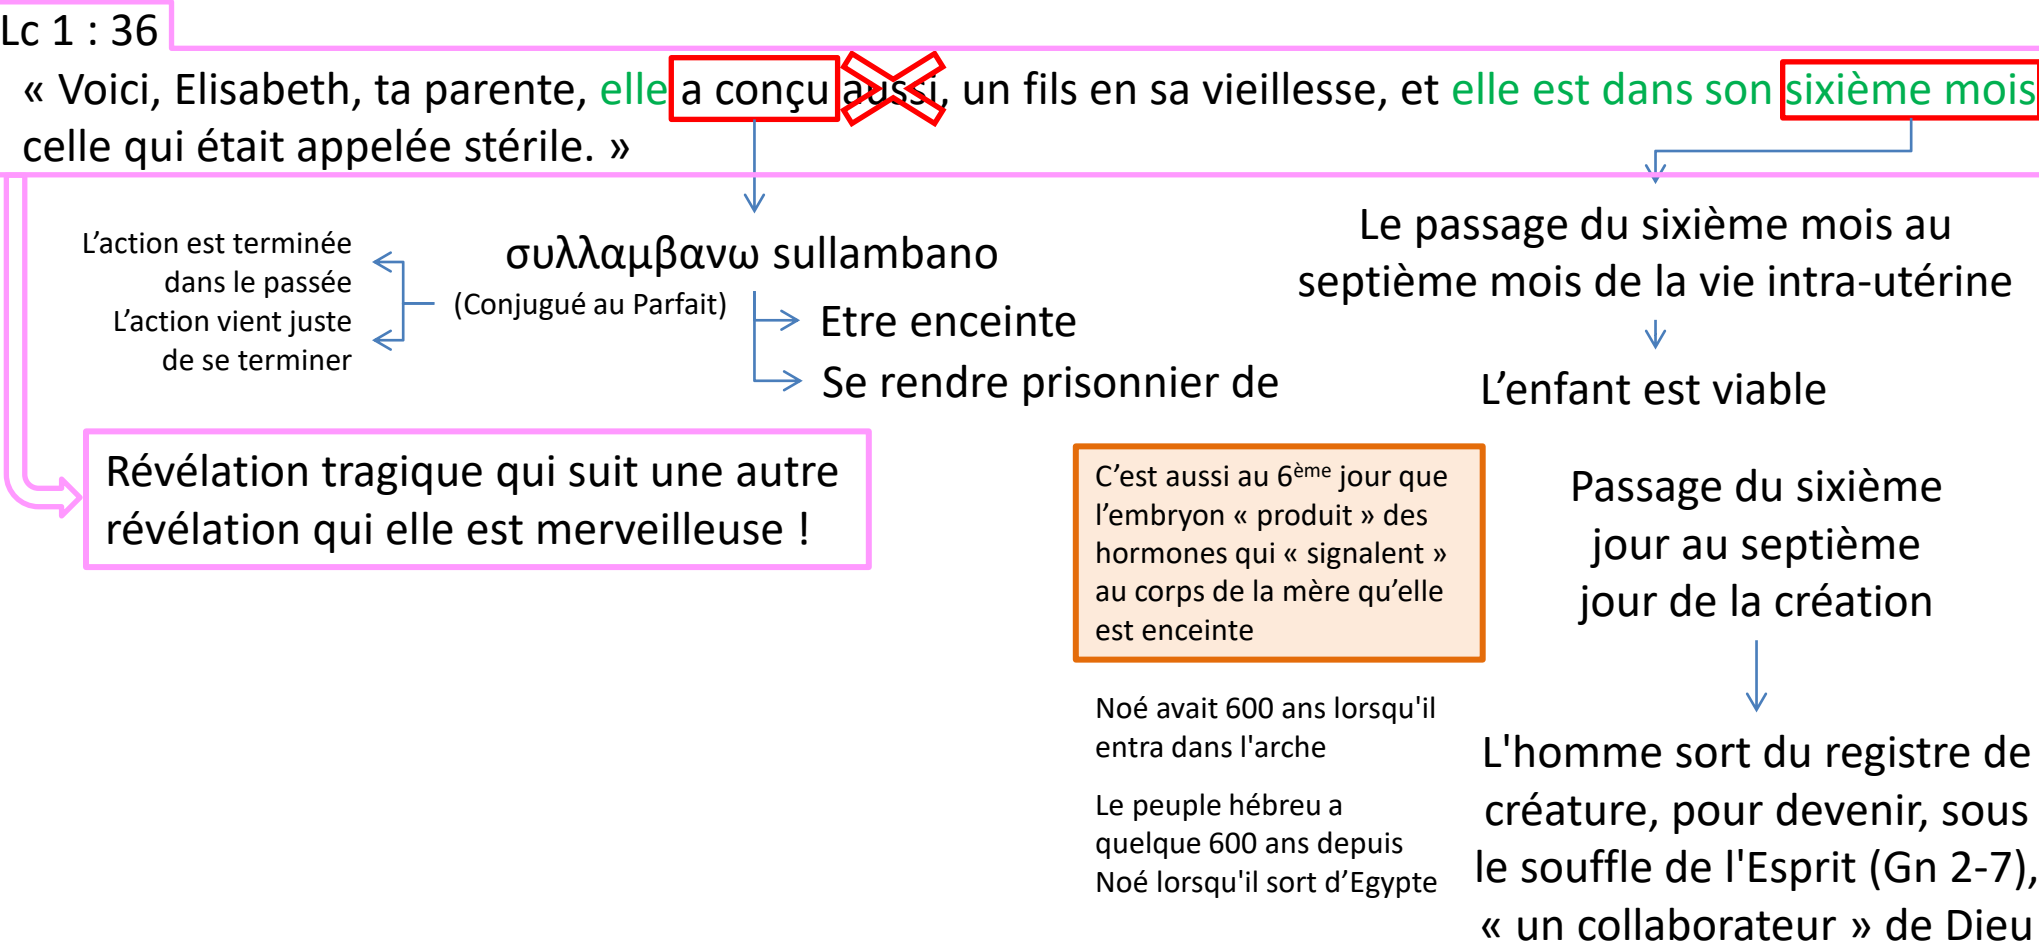 Lc 1 : 36
« Voici, Elisabeth, ta parente, elle a conçu aussi, un fils en sa vieillesse, et elle est dans son sixième mois
celle qui était appelée stérile. »
L’action est terminée
dans le passée
L’action vient juste
de se terminer
συλλαμβανω sullambano
(Conjugué au Parfait)
Etre enceinte
Se rendre prisonnier de
Le passage du sixième mois au
septième mois de la vie intra-utérine
L’enfant est viable
Révélation tragique qui suit une autre
révélation qui elle est merveilleuse !
C’est aussi au 6ème jour que
l’embryon « produit » des
hormones qui « signalent »
au corps de la mère qu’elle
est enceinte
Passage du sixième
jour au septième
jour de la création
Noé avait 600 ans lorsqu'il
entra dans l'arche
Le peuple hébreu a
quelque 600 ans depuis
Noé lorsqu'il sort d’Egypte
L'homme sort du registre de
créature, pour devenir, sous
le souffle de l'Esprit (Gn 2-7),
« un collaborateur » de Dieu